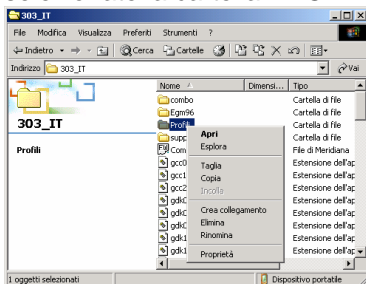 303_IT
File Modifica Visualizza Preferiti Strumenti ?
Indietro Cerca Cartelle
Indirizzo 303_IT Vai
Nome Dimensi... Tipo
combo Cartella di file
Egm96 Cartella di file
Profili Cartella di file
supp Cartella di file
Com File di Meridiana
gcc0 Estensione dell'ap
gcc1 Estensione dell'ap
gcc2 Estensione dell'ap
gdk0 Estensione dell'ap
gdk0 Estensione dell'ap
gdk0 Estensione dell'ap
gdk1 Estensione dell'ap
gdk1 Estensione dell'ap
303_IT
Profili
Apri
Esplora
Taglia
Copia
Incolla
Crea collegamento
Elimina
Rinomina
Proprietà
1 oggetti selezionati Dispositivo portatile